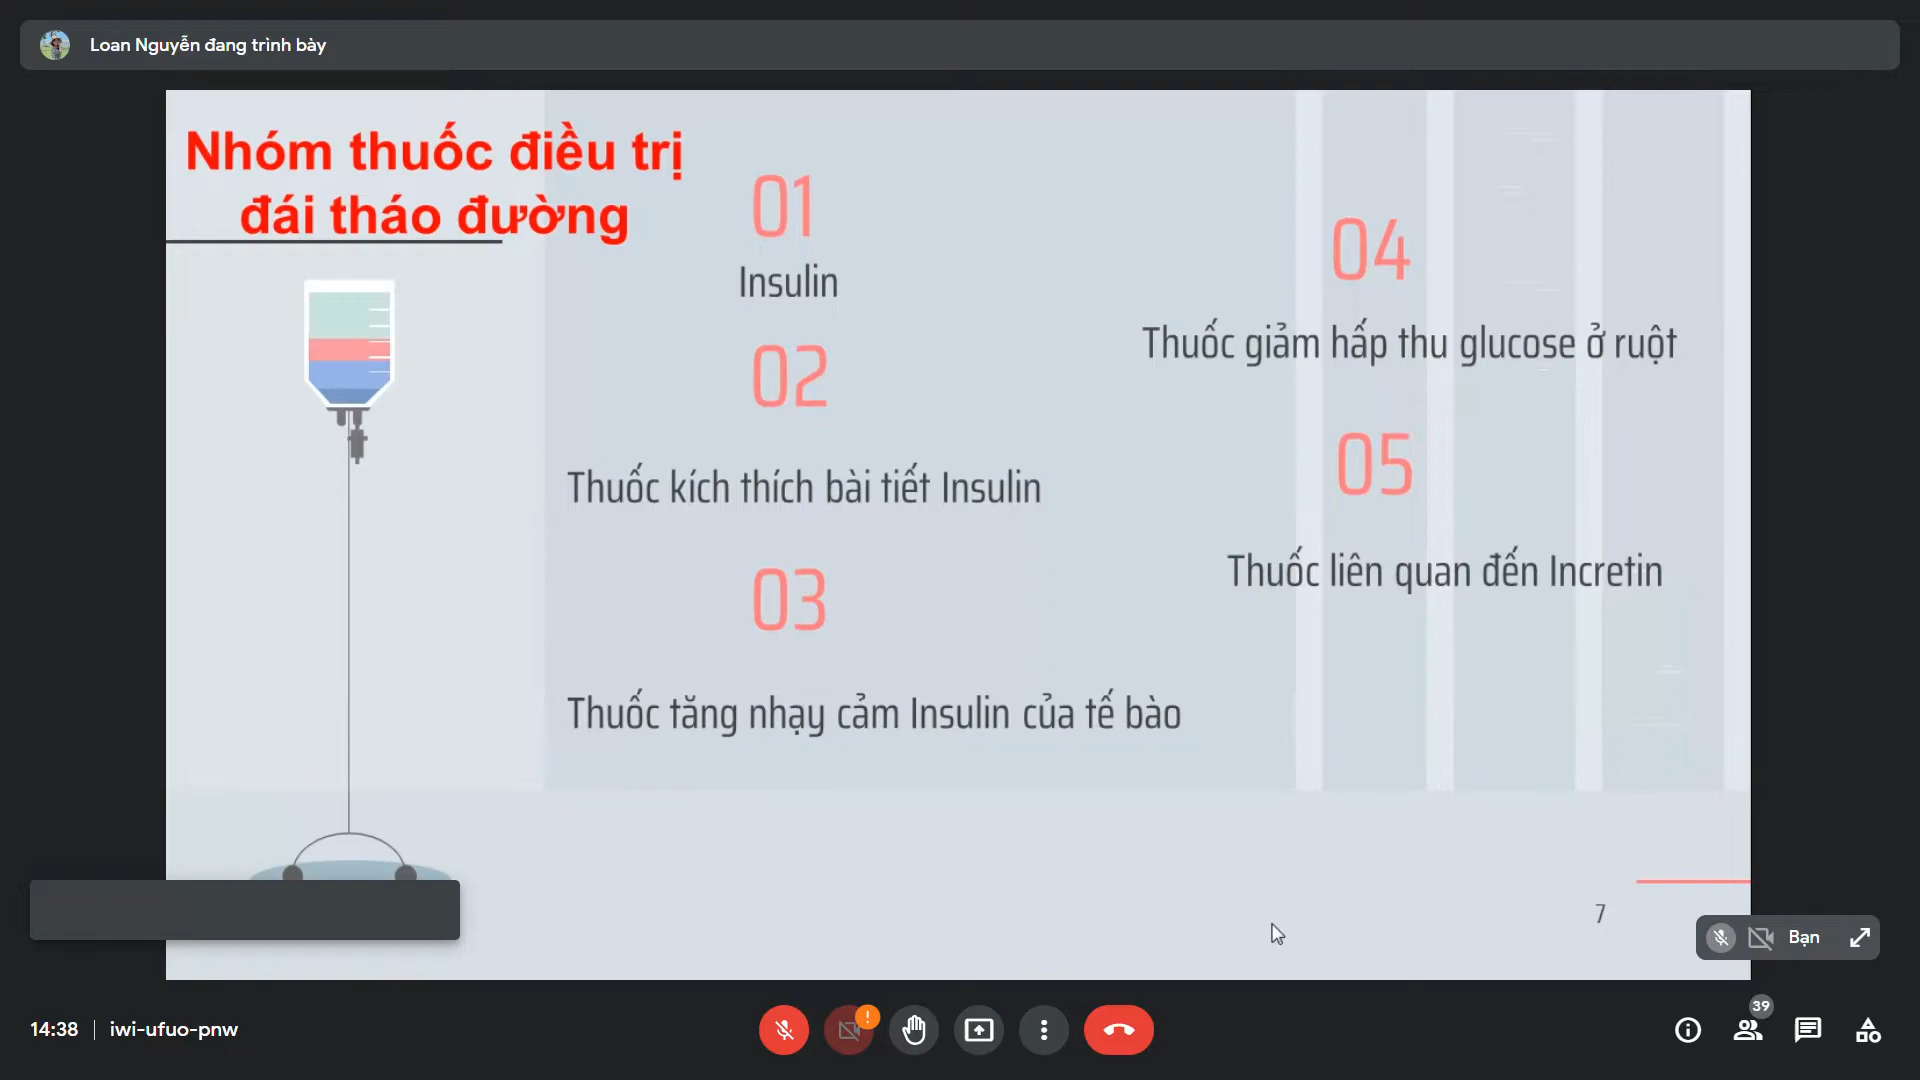 Loan Nguyễn đang trình bày
Nhóm thuốc điều trị
đái tháo đường
01
Insulin
02
Thuốc kích thích bài tiết Insulin
03
Thuốc tăng nhạy cảm Insulin của tế bào
04
Thuốc giảm hấp thu glucose ở ruột
05
Thuốc liên quan đến Incretin
7
Bạn
14:38 | iwi-ufuo-pnw
!
39